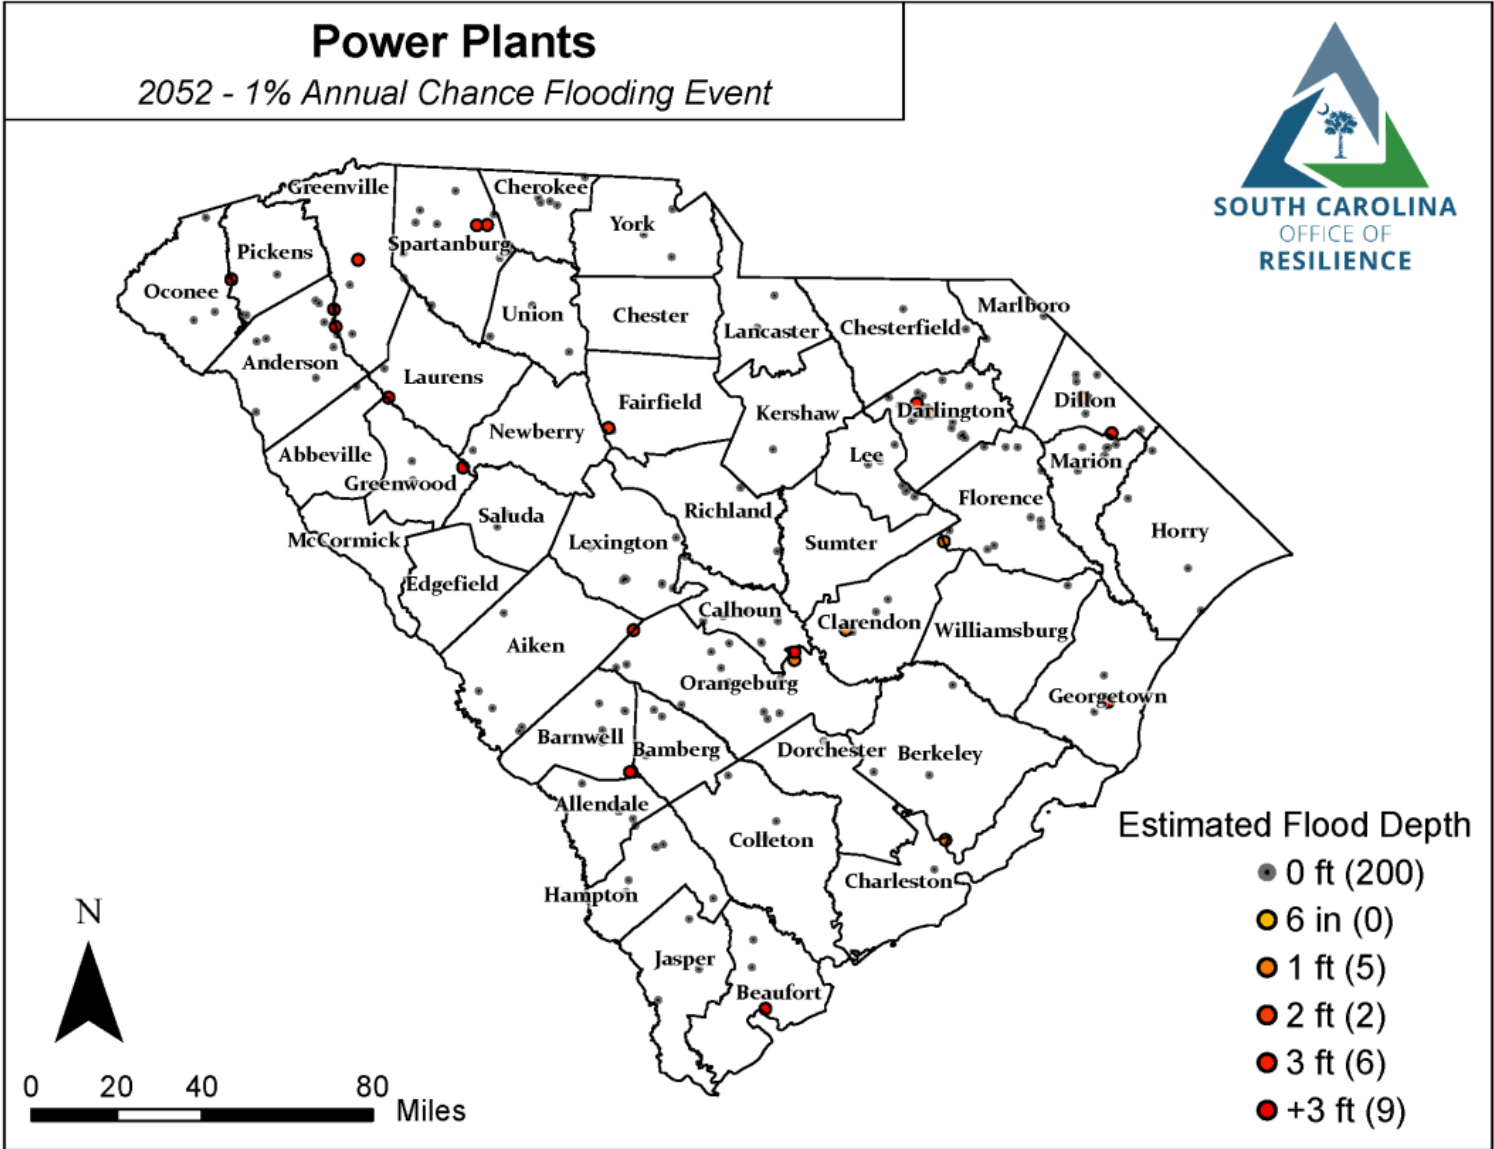 Power Plants
2052 - 1% Annual Chance Flooding Event
SOUTH CAROLINA
OFFICE OF
RESILIENCE
Greenville
Cherokee
York
Pickens
Spartanburg
Oconee
Union
Chester
Lancaster
Chesterfield
Marlboro
Anderson
Laurens
Fairfield
Kershaw
Darlington
Dillon
Newberry
Abbeville
Lee
Marion
Greenwood
Saluda
Richland
Florence
Horry
McCormick
Lexington
Sumter
Edgefield
Calhoun
Clarendon
Williamsburg
Aiken
Orangeburg
Georgetown
Barnwell
Bamberg
Dorchester
Berkeley
Allendale
Colleton
Charleston
Hampton
Jasper
Beaufort
Estimated Flood Depth
0 ft (200)
6 in (0)
1 ft (5)
2 ft (2)
3 ft (6)
+3 ft (9)
N
0 20 40 80
Miles